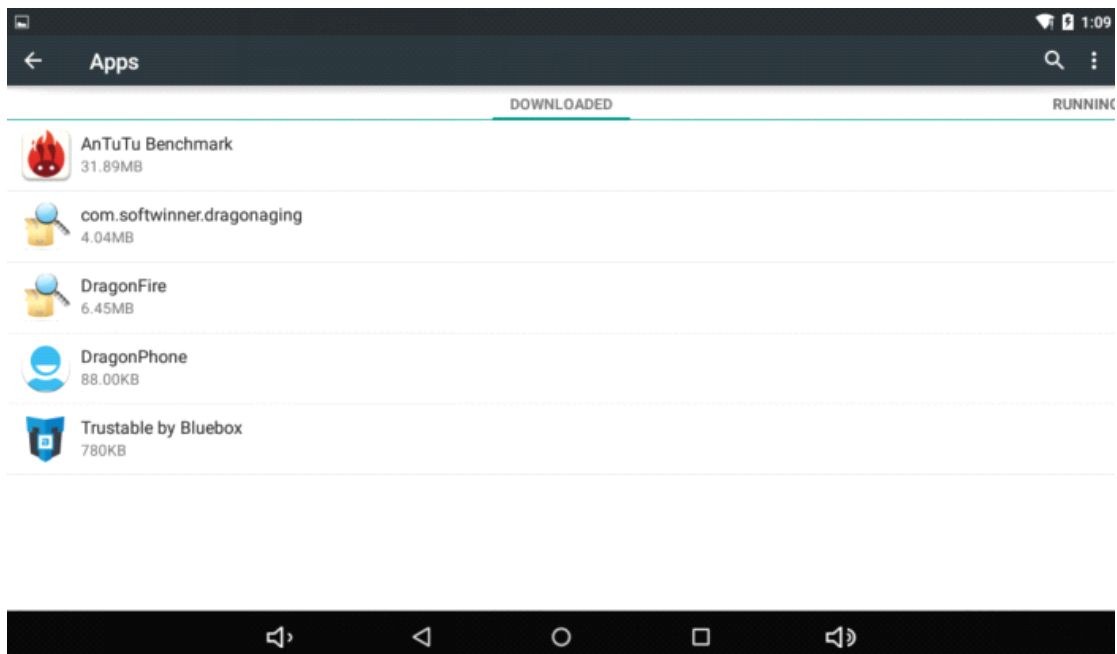 1:09
Apps
DOWNLOADED RUNNING
AnTuTu Benchmark
31.89MB
com.softwinner.dragonaging
4.04MB
DragonFire
6.45MB
DragonPhone
88.00KB
Trustable by Bluebox
780KB